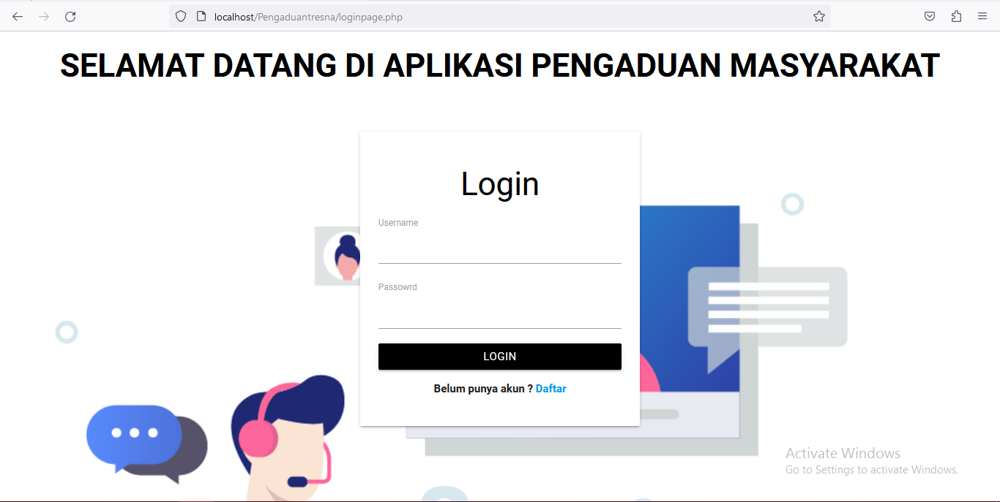 localhost/Pengaduantresna/loginpage.php
SELAMAT DATANG DI APLIKASI PENGADUAN MASYARAKAT
Login
Username
Passowrd
LOGIN
Belum punya akun ? Daftar
Activate Windows
Go to Settings to activate Windows.